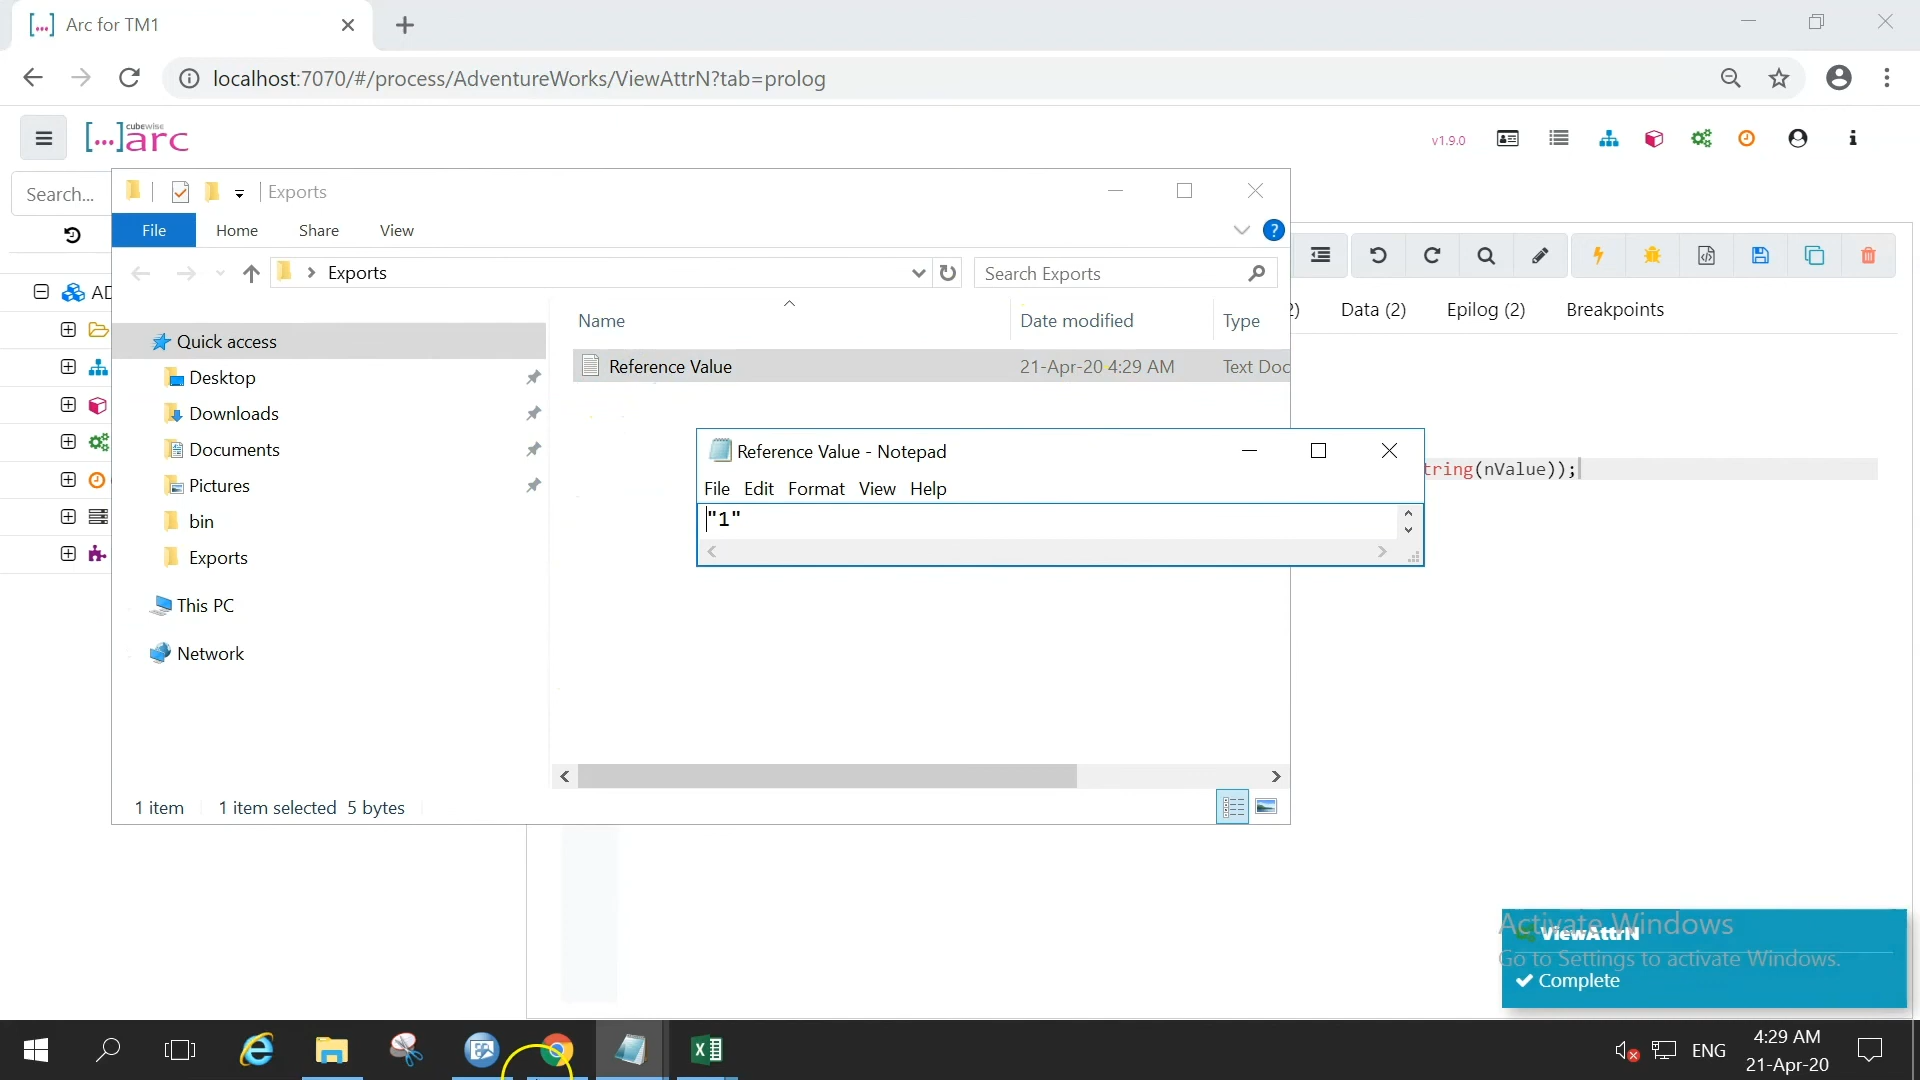 [...] Arc for TM1
localhost:7070/#/process/AdventureWorks/ViewAttrN?tab=prolog
[...] cubewise arc
v1.9.0
Search...
Exports
File Home Share View
Exports
Search Exports
AD
2) Data (2) Epilog (2) Breakpoints
Name Date modified Type
Quick access
Reference Value 21-Apr-20 4:29 AM Text Doc
Desktop
Downloads
Documents
Pictures
bin
Exports
This PC
Network
Reference Value - Notepad
File Edit Format View Help
"1"
tring(nValue));
1 item 1 item selected 5 bytes
Activate Windows
ViewAttrN
Go to Settings to activate Windows.
Complete
ENG
4:29 AM
21-Apr-20